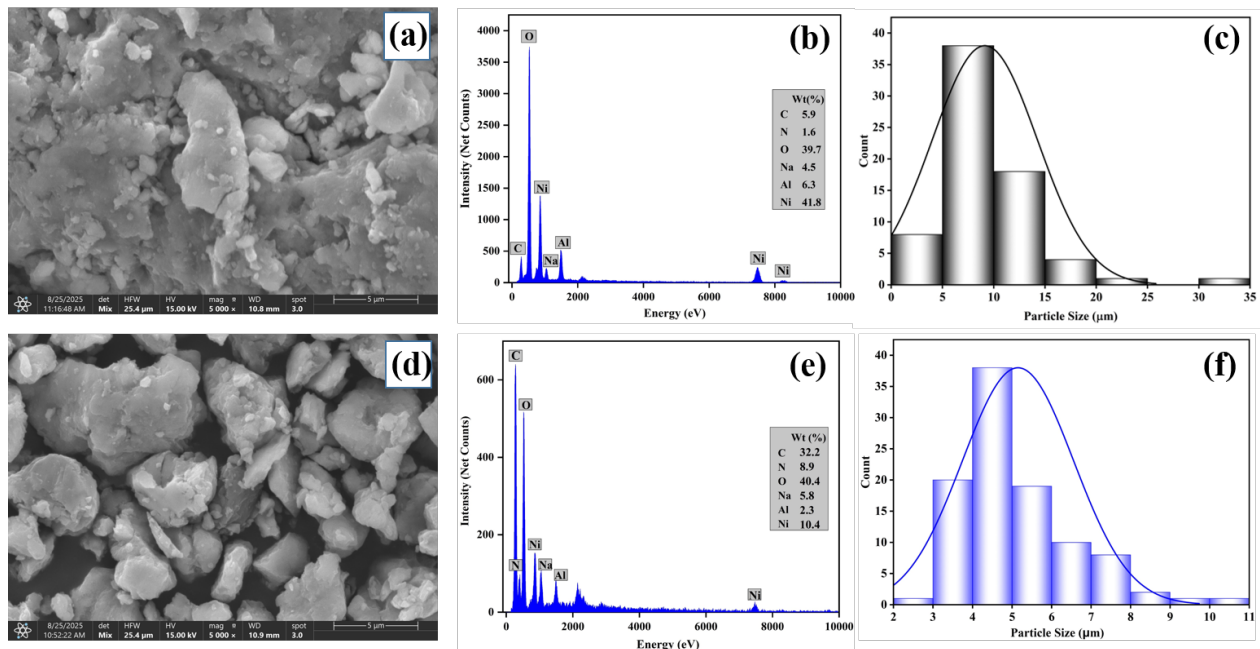 (a)
8/25/2025 det HFW HV mag WD spot
11:16:48 AM Mix 25.4 µm 15.00 kV 5 000 x 10.8 mm 3.0
5 µm
(b)
Intensity (Net Counts)
4000
3500
3000
2500
2000
1500
1000
500
0
O
Ni
C
Na
Al
Ni
Ni
Wt(%)
C 5.9
N 1.6
O 39.7
Na 4.5
Al 6.3
Ni 41.8
0 2000 4000 6000 8000 10000
Energy (eV)
(c)
Count
40
35
30
25
20
15
10
5
0
0 5 10 15 20 25 30 35
Particle Size (µm)
(d)
8/25/2025 det HFW HV mag WD spot
10:52:22 AM Mix 25.4 µm 15.00 kV 5 000 x 10.9 mm 3.0
5 µm
(e)
Intensity (Net Counts)
600
400
200
0
C
O
N
Ni
Na
Al
Ni
Wt (%)
C 32.2
N 8.9
O 40.4
Na 5.8
Al 2.3
Ni 10.4
0 2000 4000 6000 8000 10000
Energy (eV)
(f)
Count
40
35
30
25
20
15
10
5
0
2 3 4 5 6 7 8 9 10 11
Particle Size (µm)